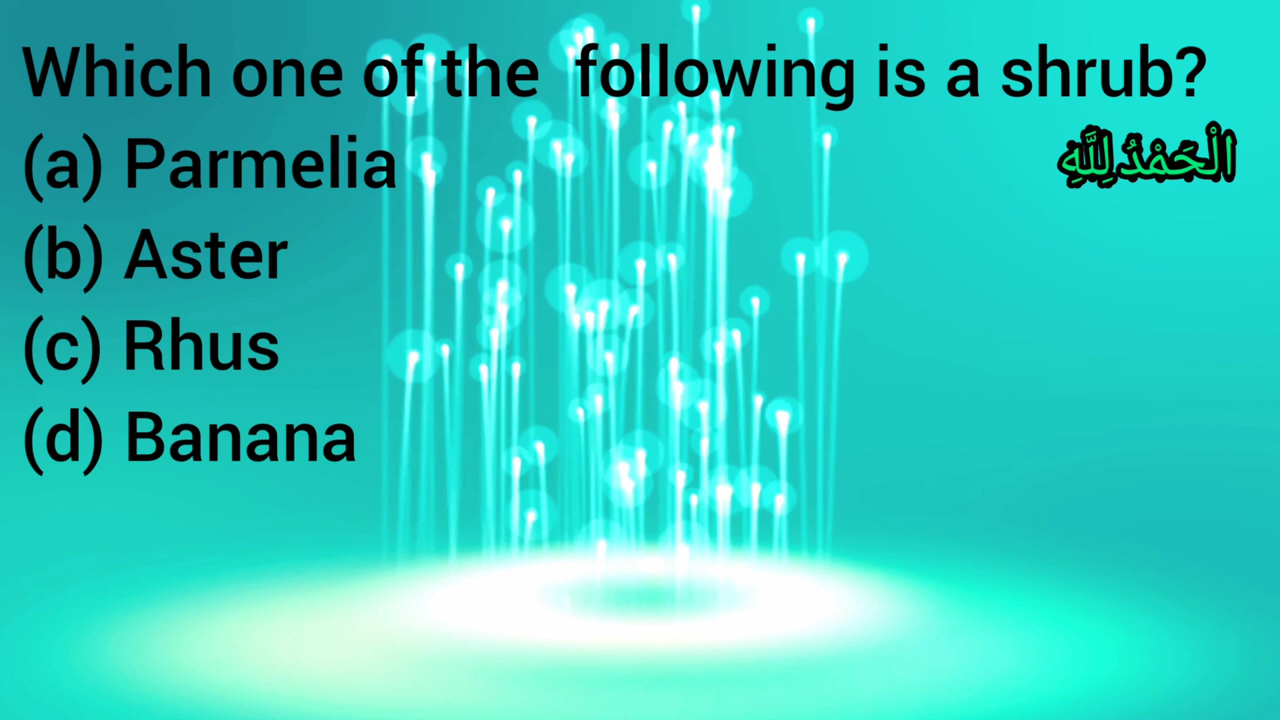 Which one of the following is a shrub?
(a) Parmelia
الْحَمْدُ لِلَّهِ
(b) Aster
(c) Rhus
(d) Banana